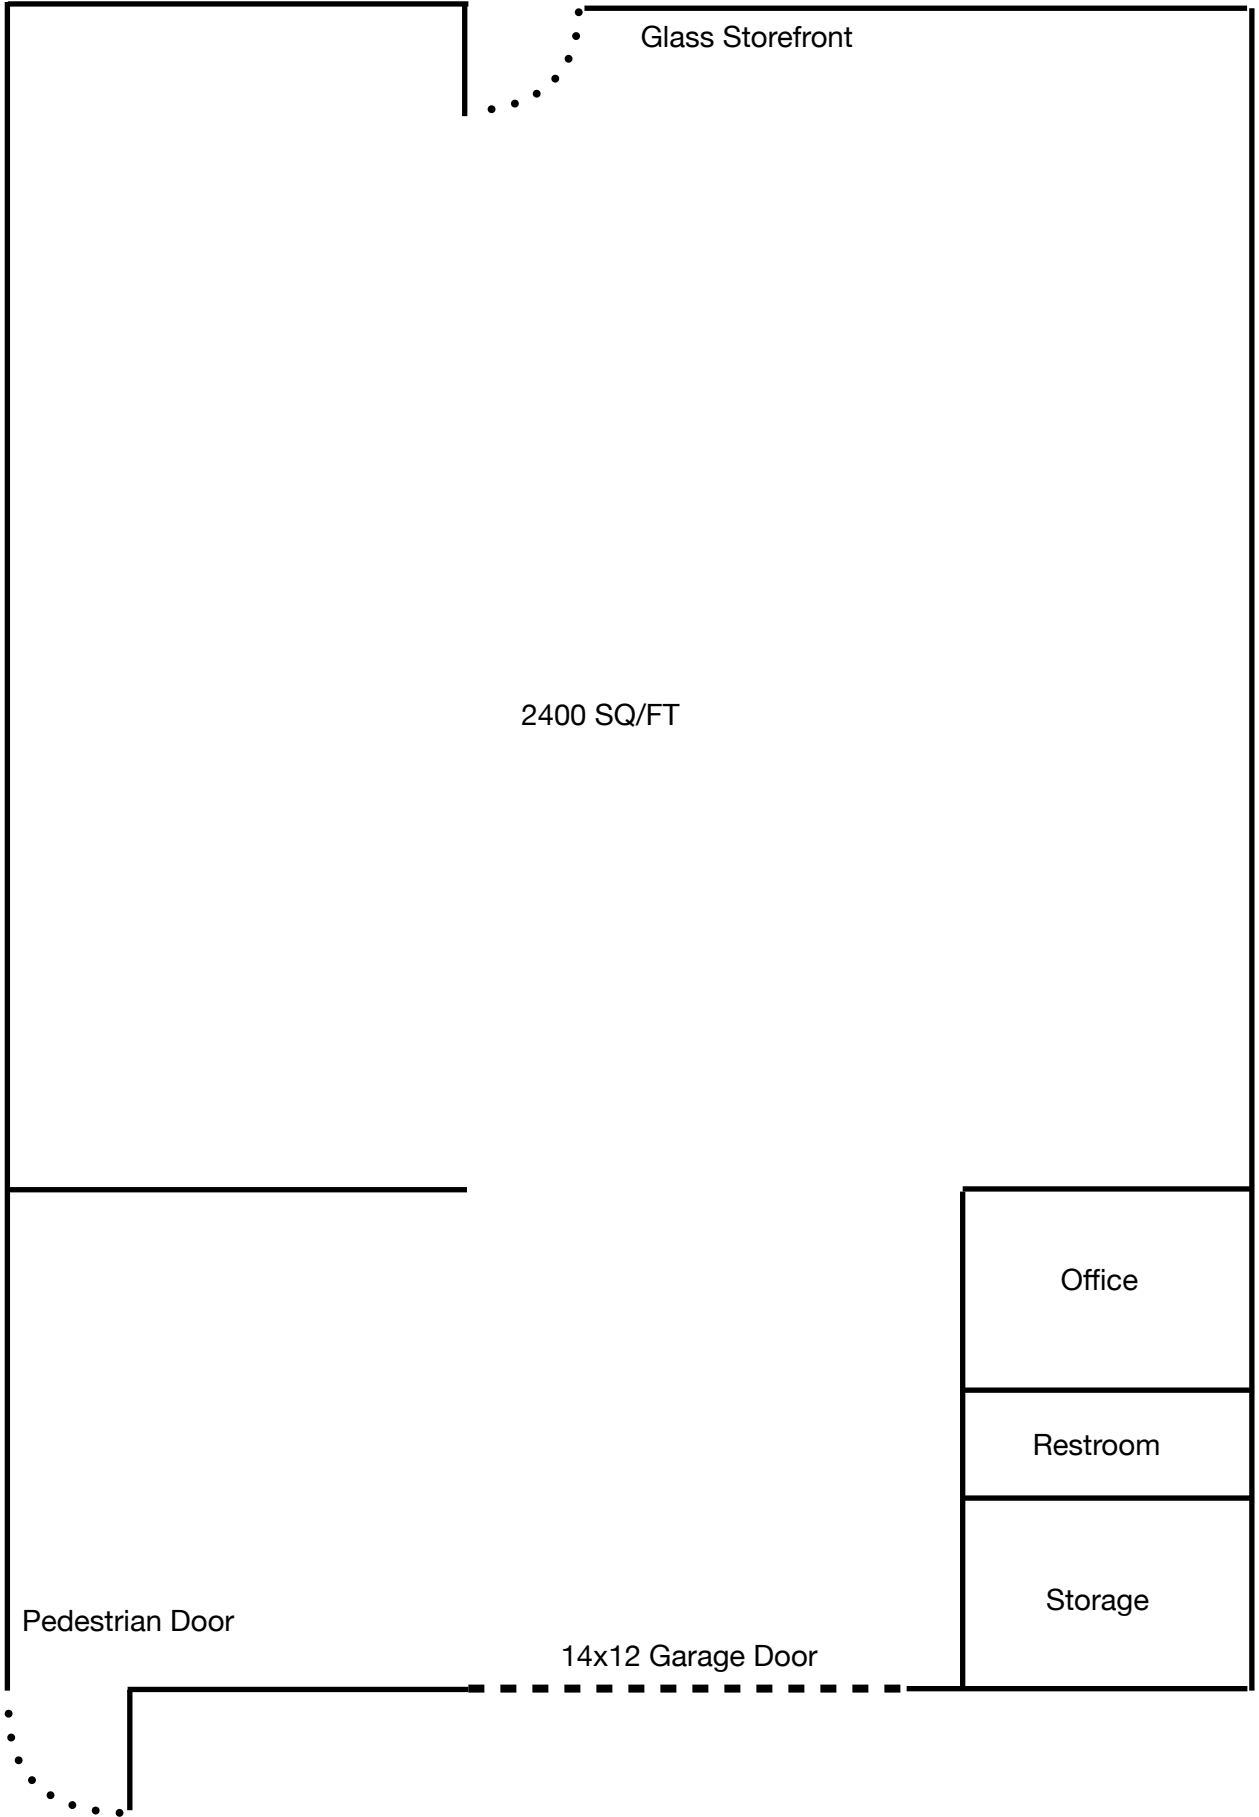 Glass Storefront
2400 SQ/FT
Office
Restroom
Storage
Pedestrian Door
14x12 Garage Door